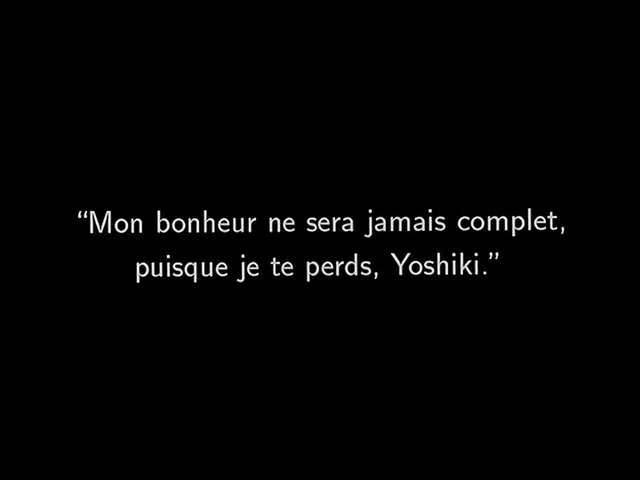 “Mon bonheur ne sera jamais complet,
puisque je te perds, Yoshiki.”